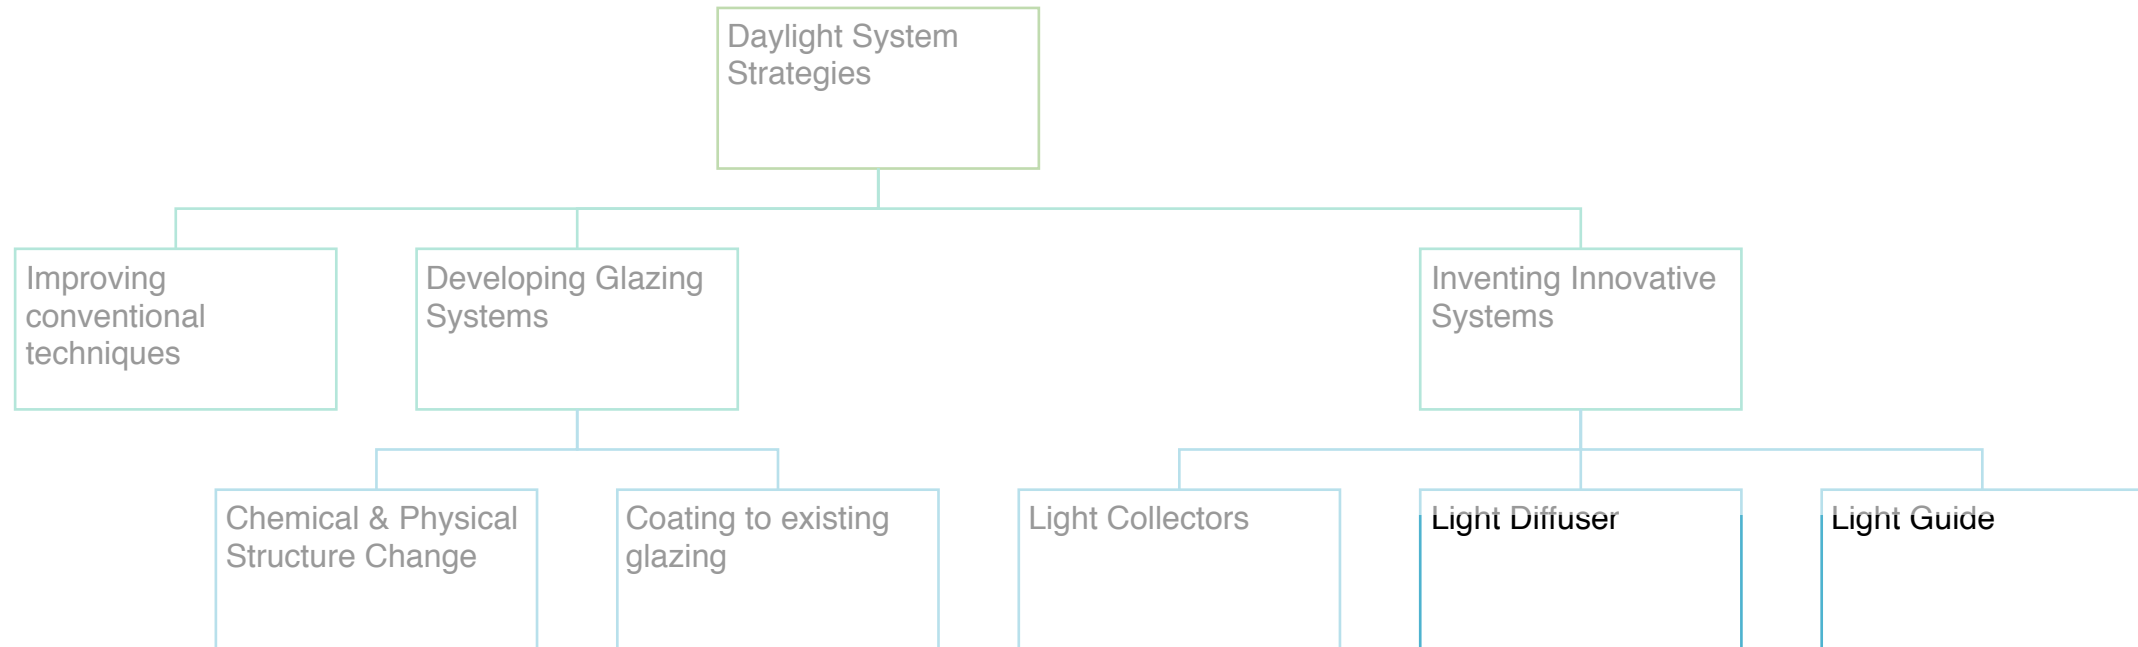 Daylight System
Strategies
Improving
conventional
techniques
Developing Glazing
Systems
Inventing Innovative
Systems
Chemical & Physical
Structure Change
Coating to existing
glazing
Light Collectors
Light Diffuser
Light Guide